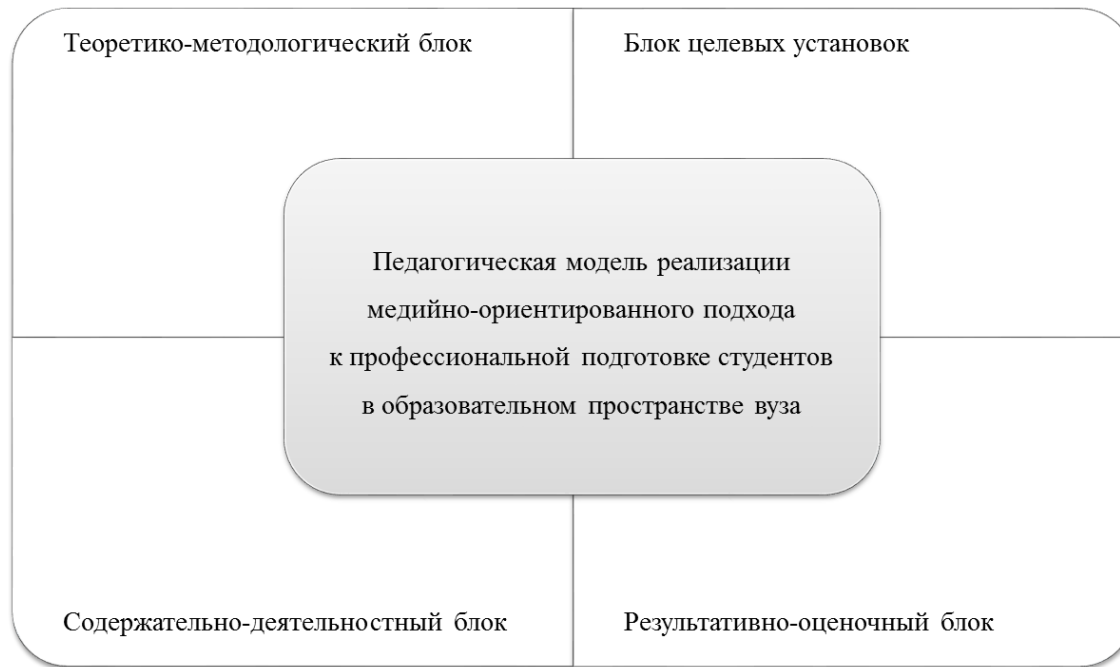 Теоретико-методологический блок
Блок целевых установок
Педагогическая модель реализации
медийно-ориентированного подхода
к профессиональной подготовке студентов
в образовательном пространстве вуза
Содержательно-деятельностный блок
Результативно-оценочный блок